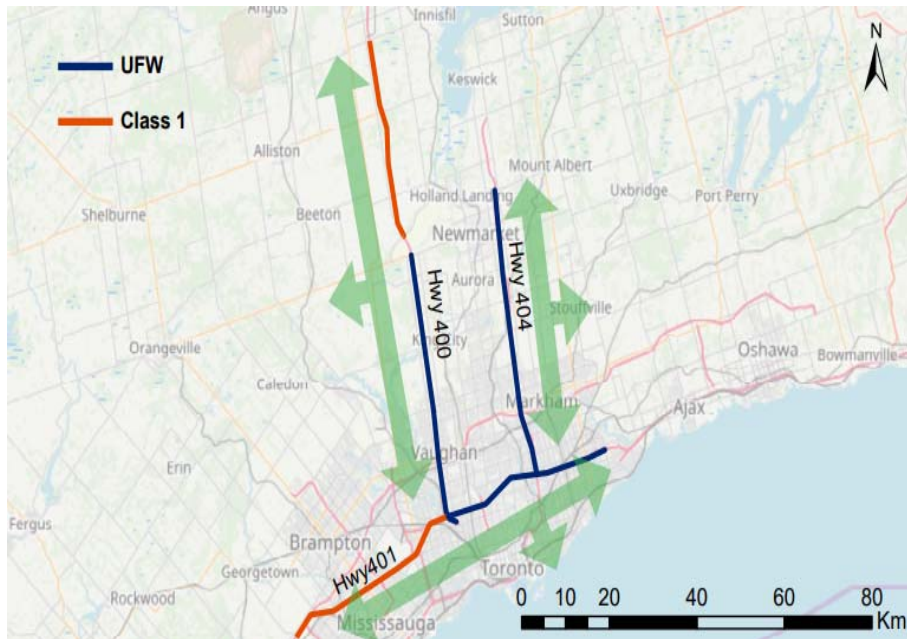 Angus
Innisfil
Sutton
N
UFW
Class 1
Keswick
Alliston
Mount Albert
Shelburne
Beeton
Holland Landing
Uxbridge
Port Perry
Newmarket
Hwy 400
Hwy 404
Aurora
Stouffville
King City
Orangeville
Oshawa
Bowmanville
Caledon
Markham
Ajax
Vaughan
Erin
Fergus
Brampton
Hwy401
Georgetown
Toronto
Rockwood
Mississauga
0 10 20 40 60 80
Km